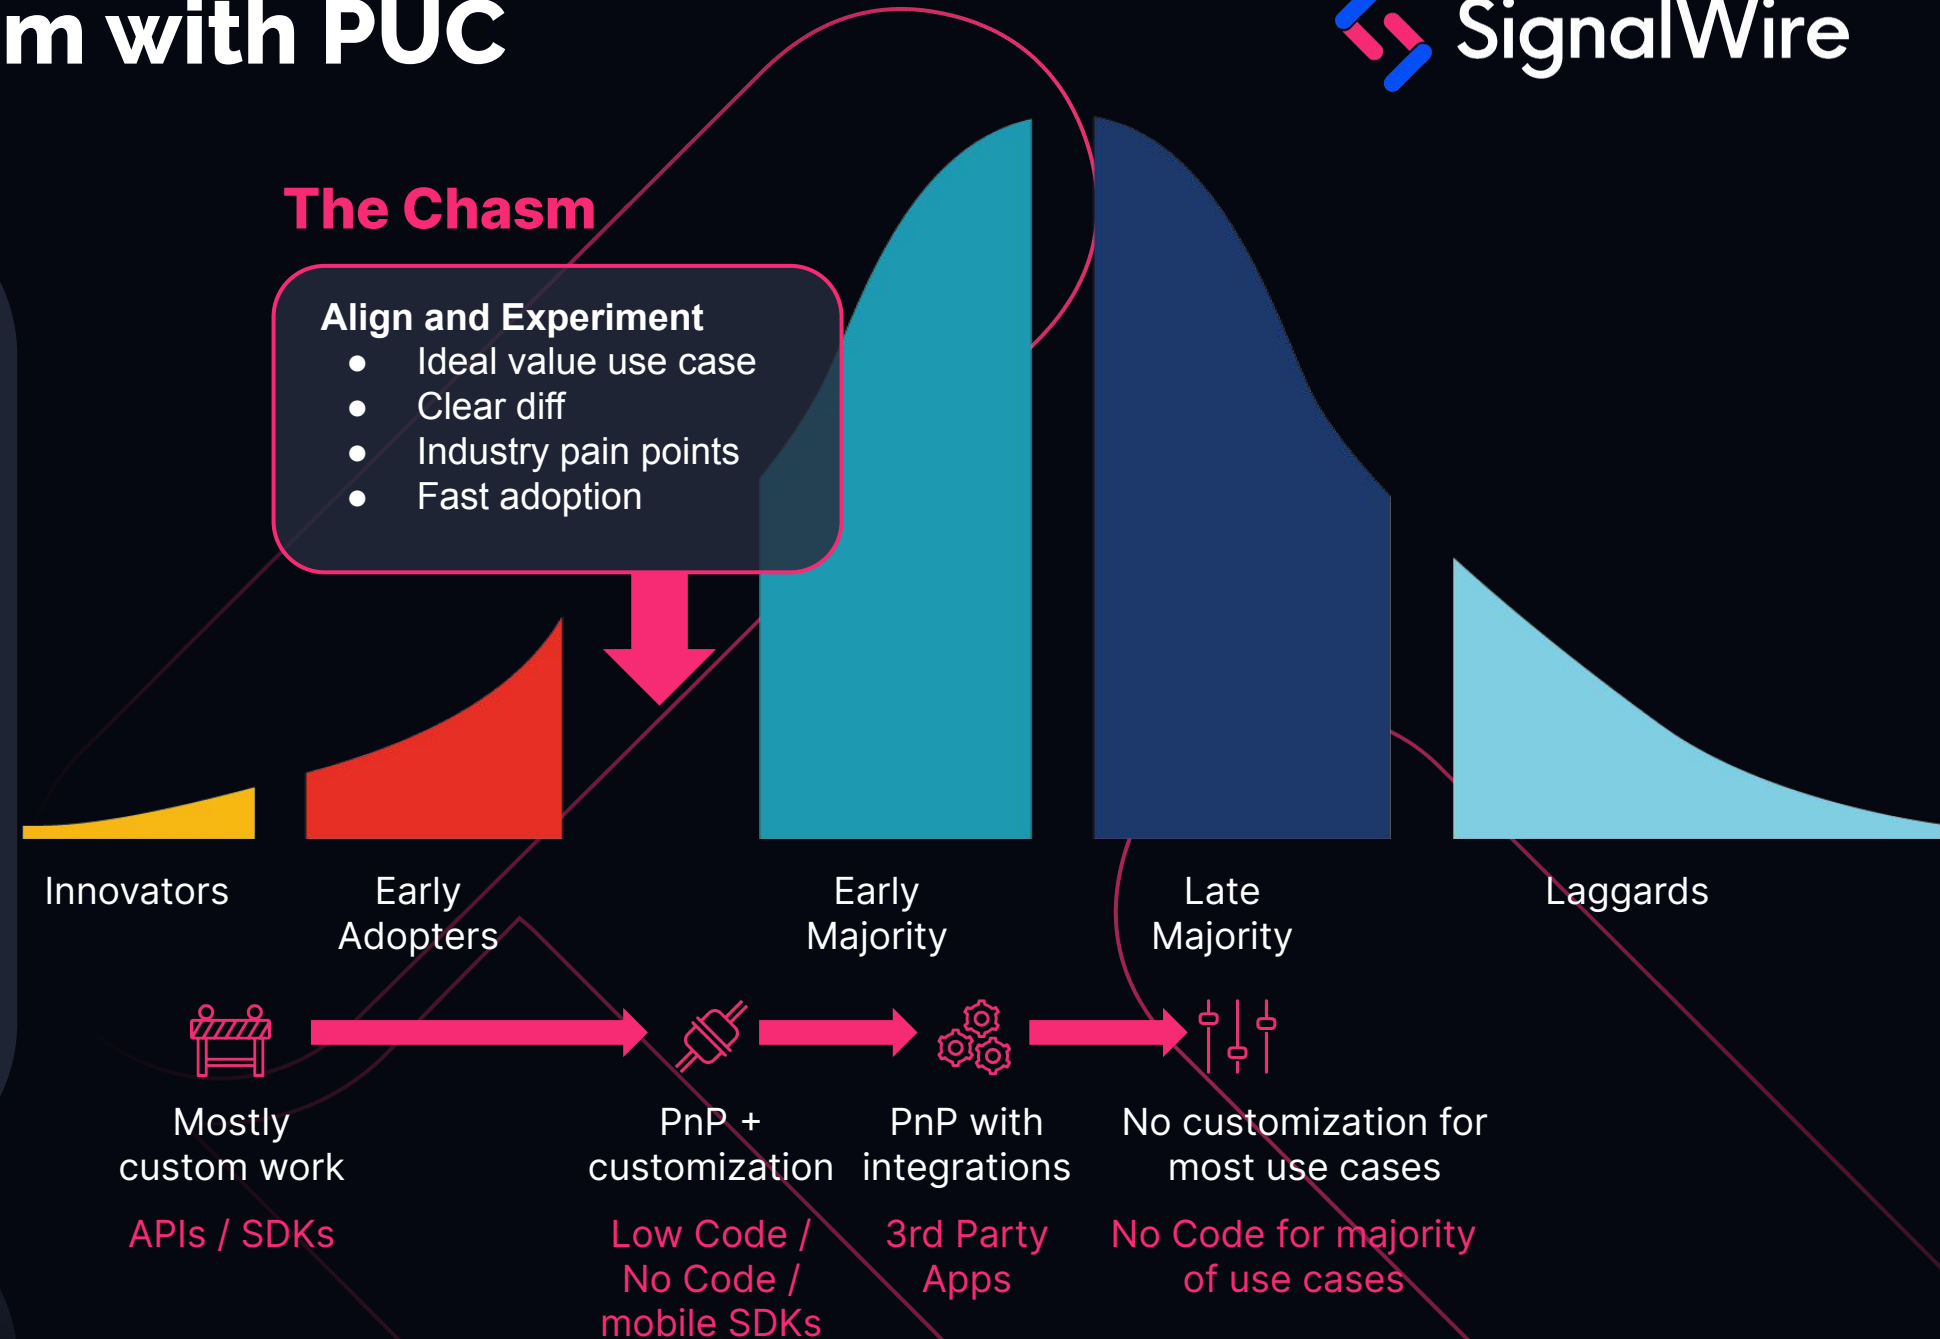 m with PUC
SignalWire
The Chasm
Align and Experiment
● Ideal value use case
● Clear diff
● Industry pain points
● Fast adoption
Innovators
Early
Adopters
Early
Majority
Late
Majority
Laggards
Mostly
custom work
APIs / SDKs
PnP +
customization
Low Code /
No Code /
mobile SDKs
PnP with
integrations
3rd Party
Apps
No customization for
most use cases
No Code for majority
of use cases